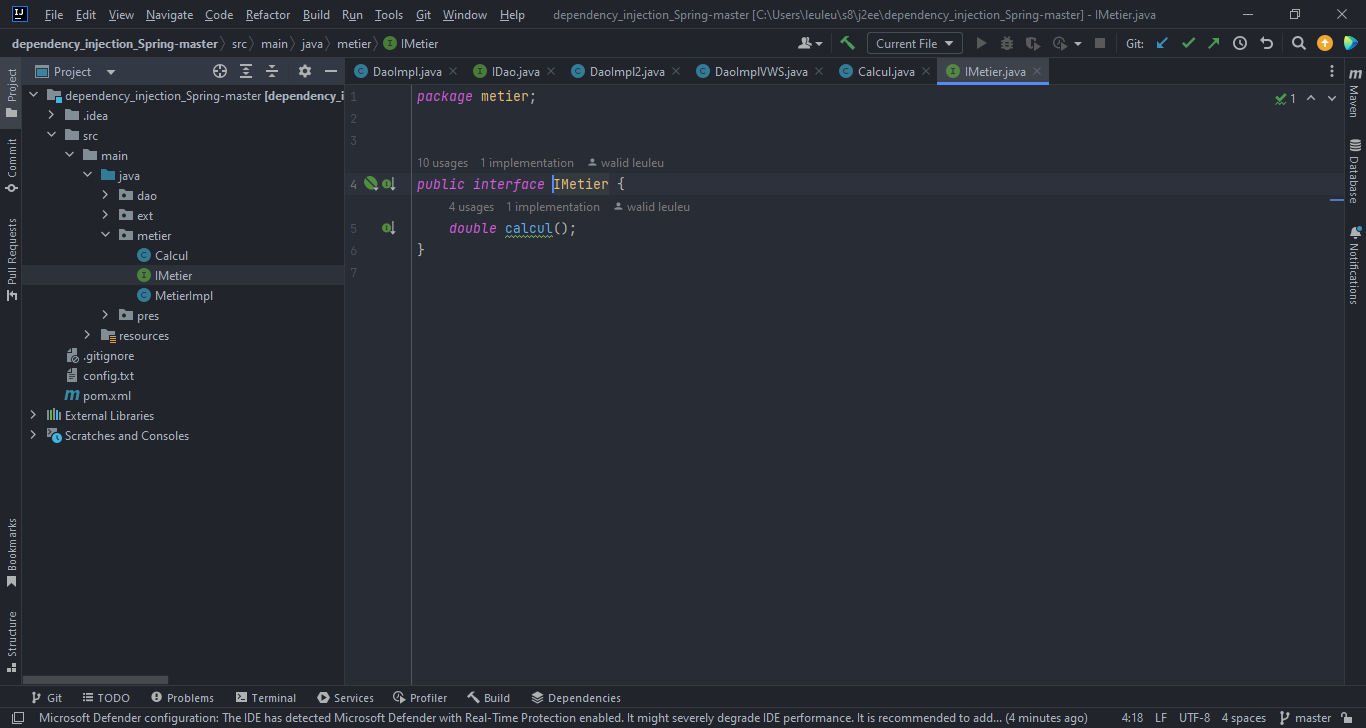 File Edit View Navigate Code Refactor Build Run Tools Git Window Help dependency_injection_Spring-master [C:\Users\leuleu\s8\j2ee\dependency_injection_Spring-master] - IMetier.java
dependency_injection_Spring-master src main java metier IMetier Current File Git:
Project
DaoImpl.java IDao.java DaoImpl2.java DaoImplVWS.java Calcul.java IMetier.java
dependency_injection_Spring-master [dependency_i
.idea
src
main
java
dao
ext
metier
Calcul
IMetier
MetierImpl
pres
resources
.gitignore
config.txt
pom.xml
External Libraries
Scratches and Consoles
1 package metier;
2
3
10 usages 1 implementation walid leuleu
4 public interface IMetier {
4 usages 1 implementation walid leuleu
5 double calcul();
6 }
7
1
Project
Commit
Pull Requests
Bookmarks
Structure
m
Maven
Database
Notifications
Git TODO Problems Terminal Services Profiler Build Dependencies
Microsoft Defender configuration: The IDE has detected Microsoft Defender with Real-Time Protection enabled. It might severely degrade IDE performance. It is recommended to add... (4 minutes ago) 4:18 LF UTF-8 4 spaces master